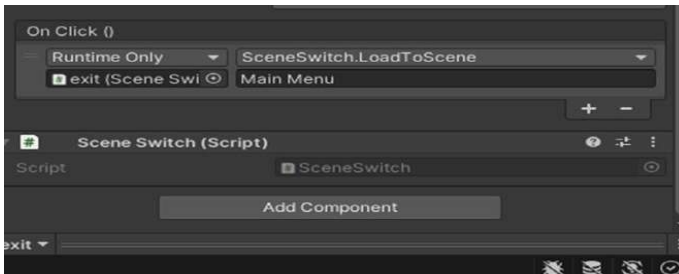 On Click ()
Runtime Only SceneSwitch.LoadToScene
exit (Scene Swi Main Menu
+ -
# Scene Switch (Script)
Script SceneSwitch
Add Component
exit